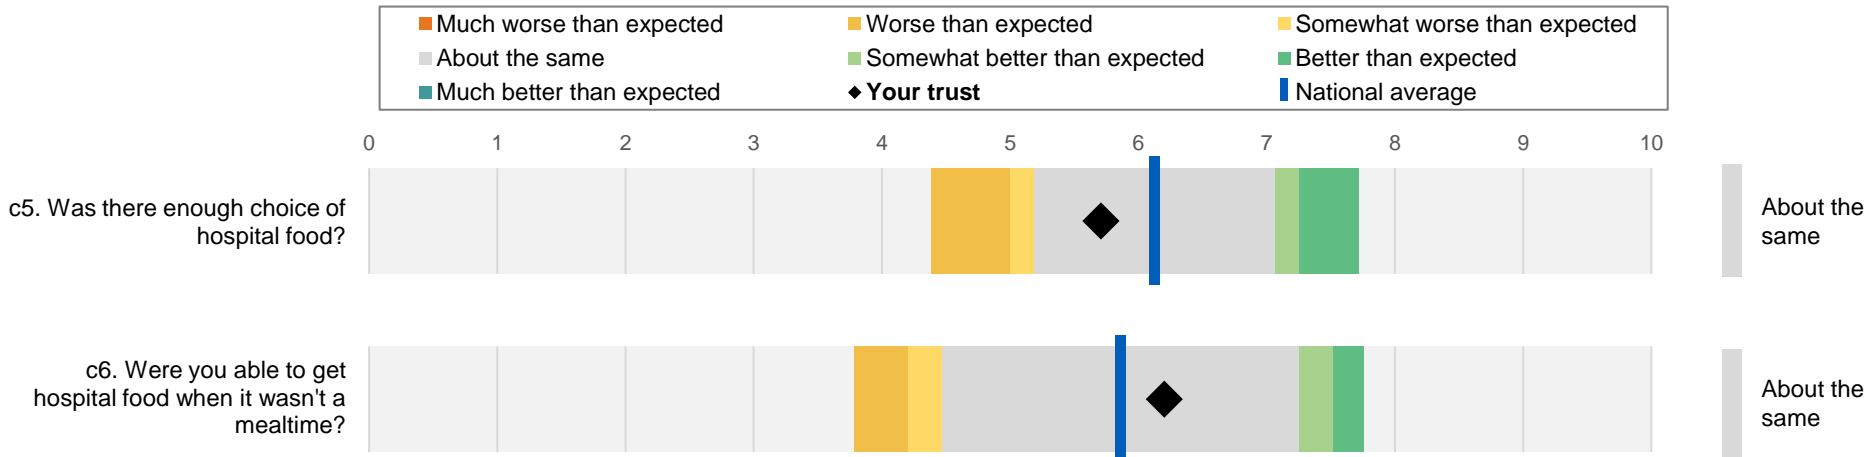 Much worse than expected
Worse than expected
Somewhat worse than expected
About the same
Somewhat better than expected
Better than expected
Much better than expected
Your trust
National average
0 1 2 3 4 5 6 7 8 9 10
c5. Was there enough choice of
hospital food?
About the
same
c6. Were you able to get
hospital food when it wasn't a
mealtime?
About the
same